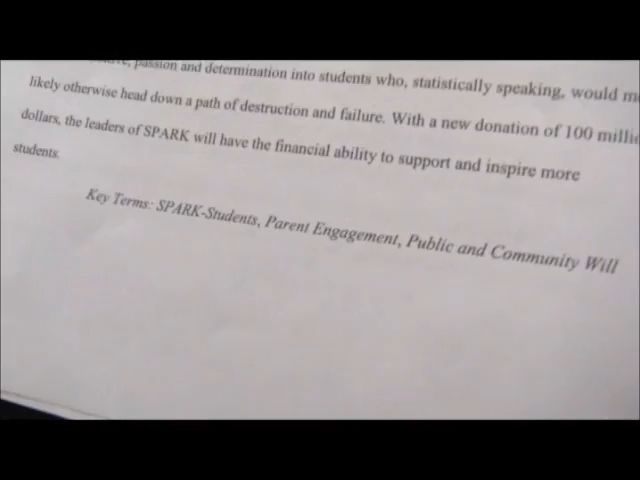 passion and determination into students who, statistically speaking, would
likely otherwise head down a path of destruction and failure. With a new donation of 100
dollars, the leaders of SPARK will have the financial ability to support and inspire more
students.
Key Terms: SPARK-Students, Parent Engagement, Public and Community Will